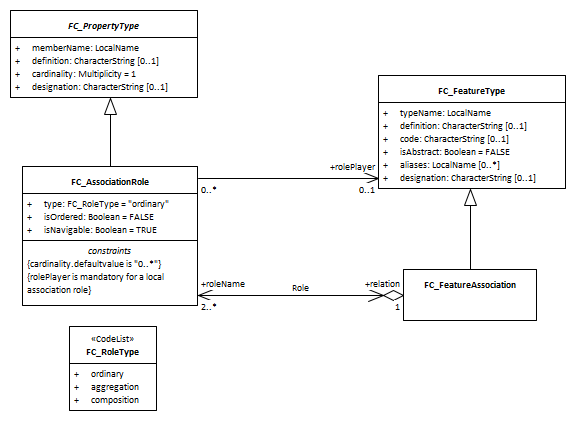 FC_PropertyType
+ memberName: LocalName
+ definition: CharacterString [0..1]
+ cardinality: Multiplicity = 1
+ designation: CharacterString [0..1]
FC_FeatureType
+ typeName: LocalName
+ definition: CharacterString [0..1]
+ code: CharacterString [0..1]
+ isAbstract: Boolean = FALSE
+ aliases: LocalName [0..*]
+ designation: CharacterString [0..1]
FC_AssociationRole
+ type: FC_RoleType = "ordinary"
+ isOrdered: Boolean = FALSE
+ isNavigable: Boolean = TRUE
constraints
{cardinality.defaultvalue is "0..*"}
{rolePlayer is mandatory for a local
association role}
+rolePlayer
0..*
0..1
FC_FeatureAssociation
+roleName
Role
+relation
2..*
1
«CodeList»
FC_RoleType
+ ordinary
+ aggregation
+ composition